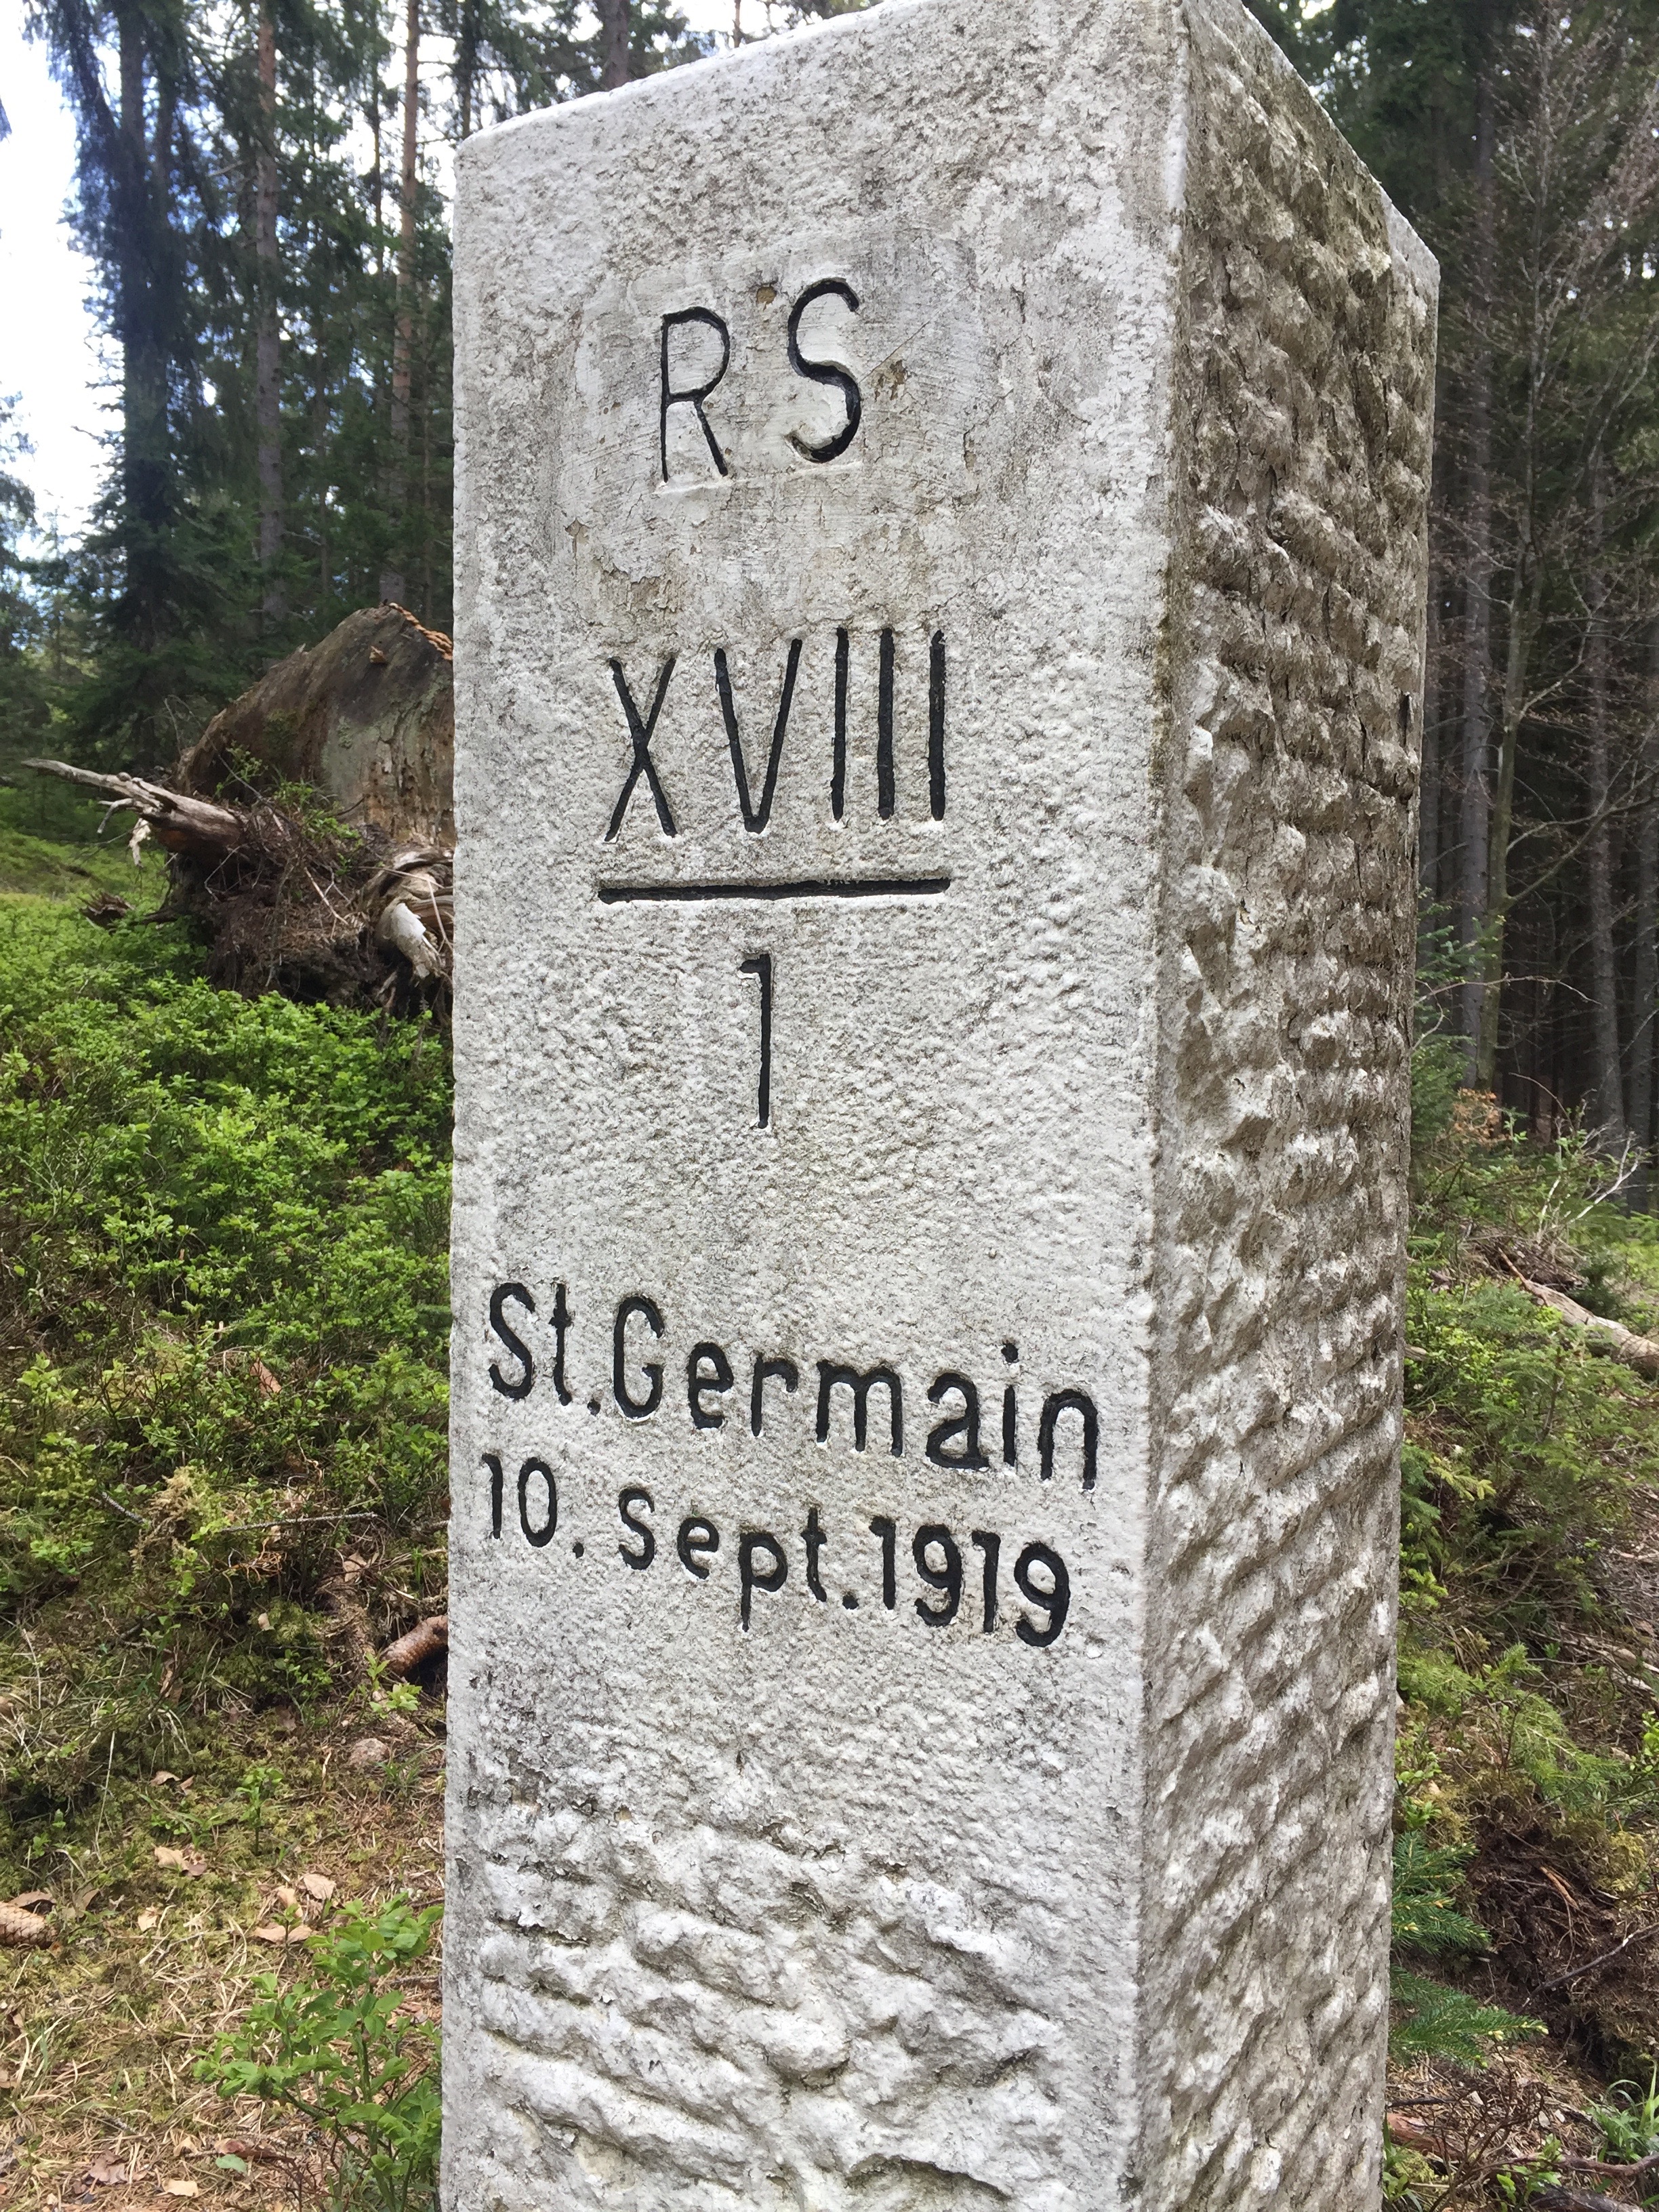 RS
XVIII
1
St.Germain
10. Sept.1919